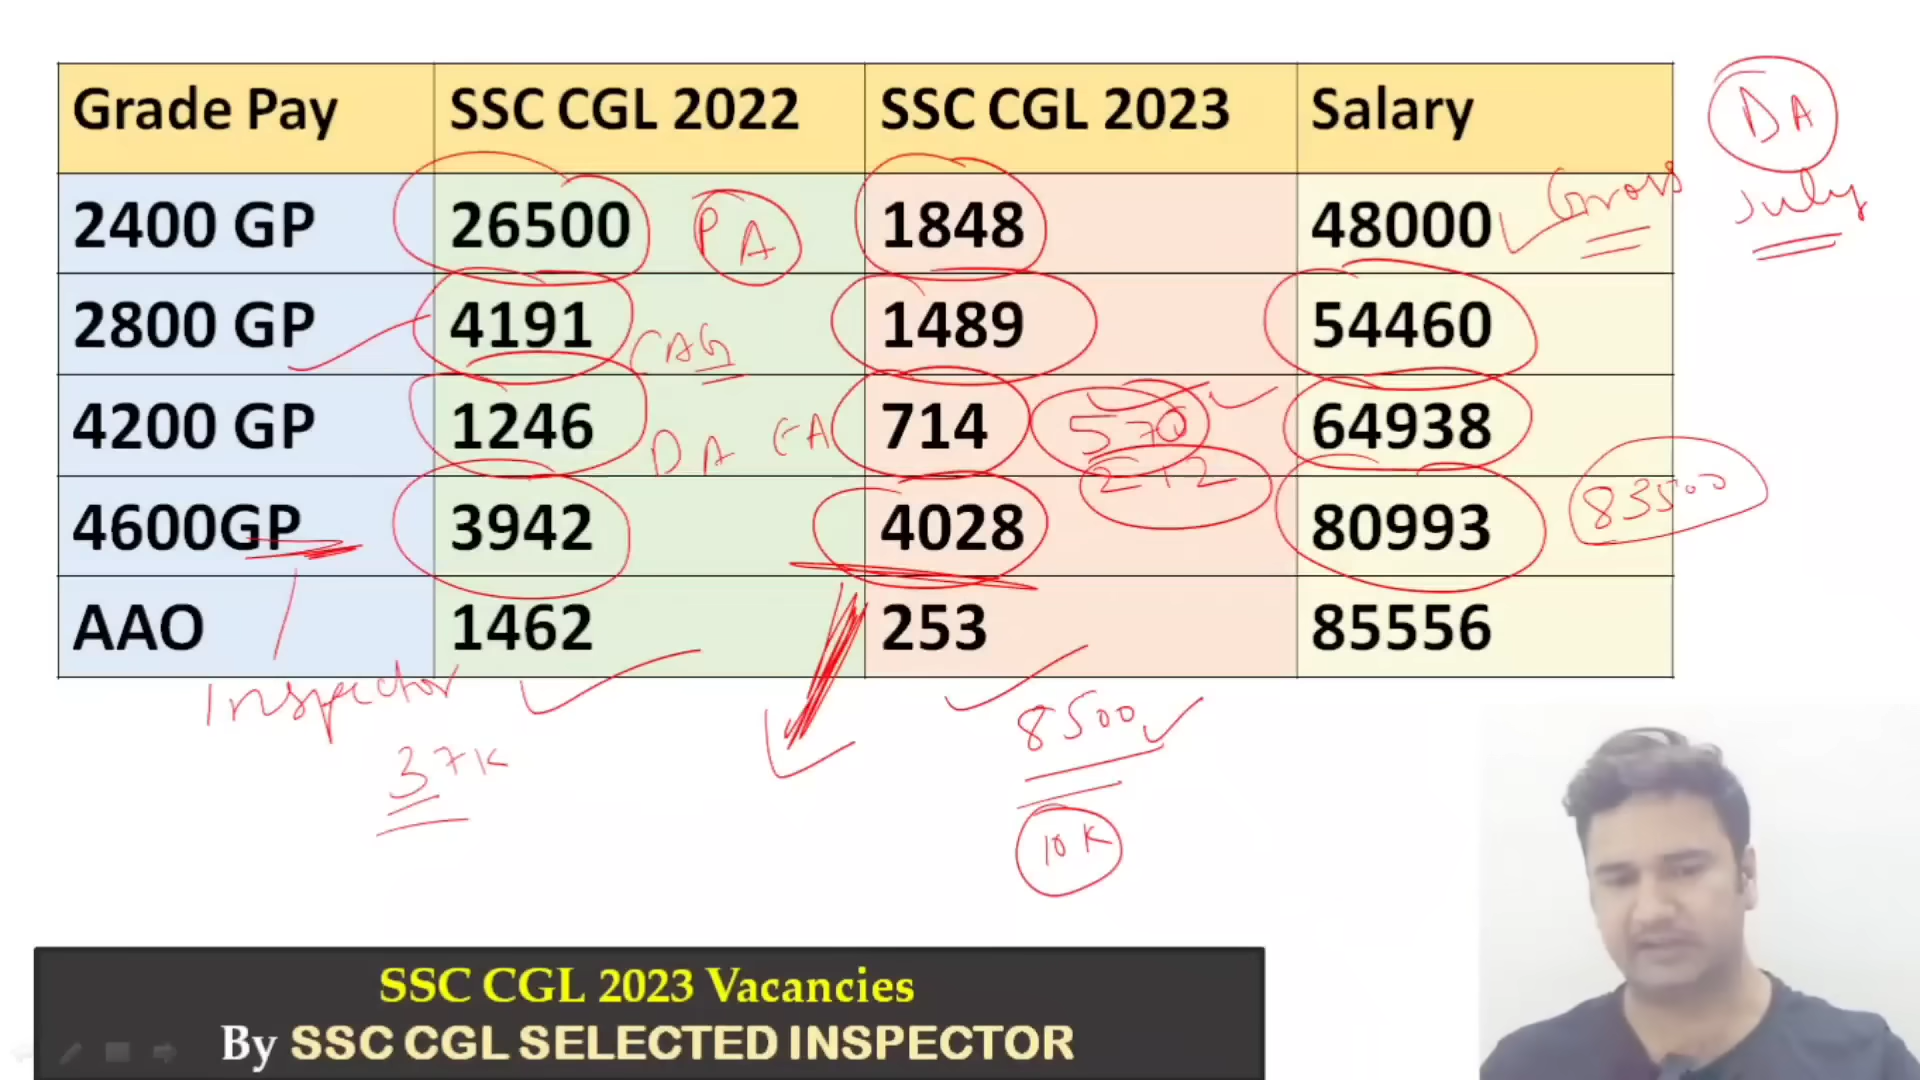 Grade Pay SSC CGL 2022 SSC CGL 2023 Salary
DA
July
2400 GP 26500 PA 1848 48000 Gross
2800 GP 4191 CAG 1489 54460
4200 GP 1246 DA 714 570 64938
212
4600GP 3942 4028 80993 83500
AAO 1462 253 85556
Inspector
37K
8500
10K
SSC CGL 2023 Vacancies
By SSC CGL SELECTED INSPECTOR